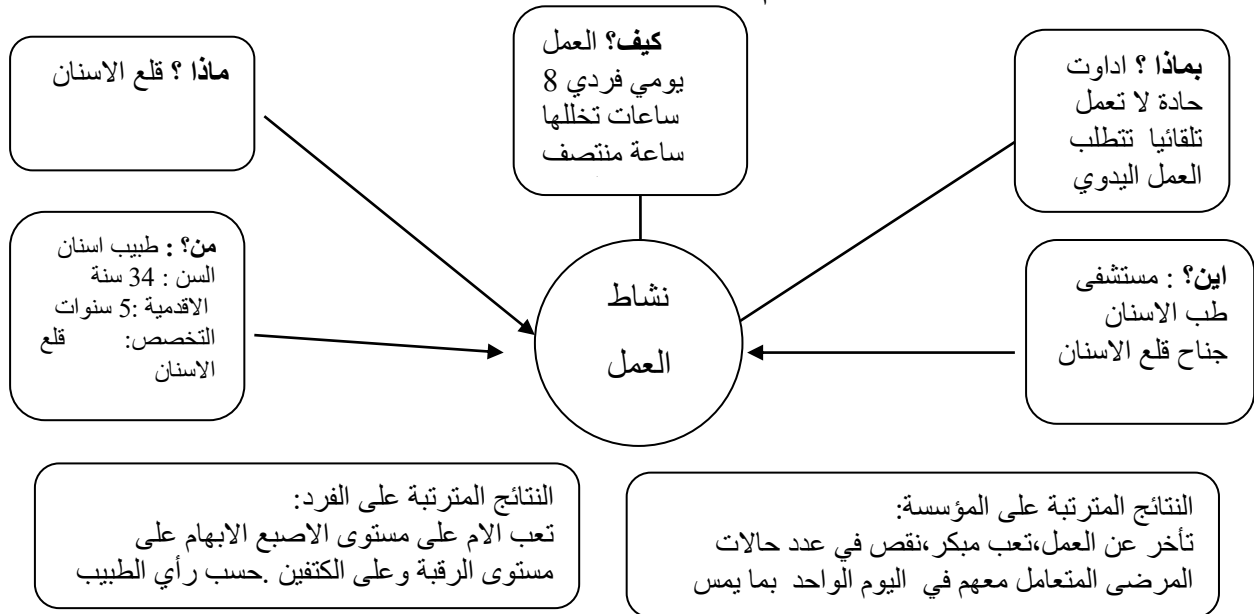 بماذا ؟ اداوت
حادة لا تعمل
تلقائيا تتطلب
العمل اليدوي
كيف؟ العمل
يومي فردي 8
ساعات تخللها
ساعة منتصف
ماذا ؟ قلع الاسنان
اين؟ : مستشفى
طب الاسنان
جناح قلع الاسنان
نشاط
العمل
من؟ : طبيب اسنان
السن : 34 سنة
الاقدمية :5 سنوات
التخصص: قلع
الاسنان
النتائج المترتبة على المؤسسة:
تأخر عن العمل،تعب مبكر،نقص في عدد حالات
المرضى المتعامل معهم في اليوم الواحد بما يمس
النتائج المترتبة على الفرد:
تعب الام على مستوى الاصبع الابهام على
مستوى الرقبة وعلى الكتفين .حسب رأي الطبيب